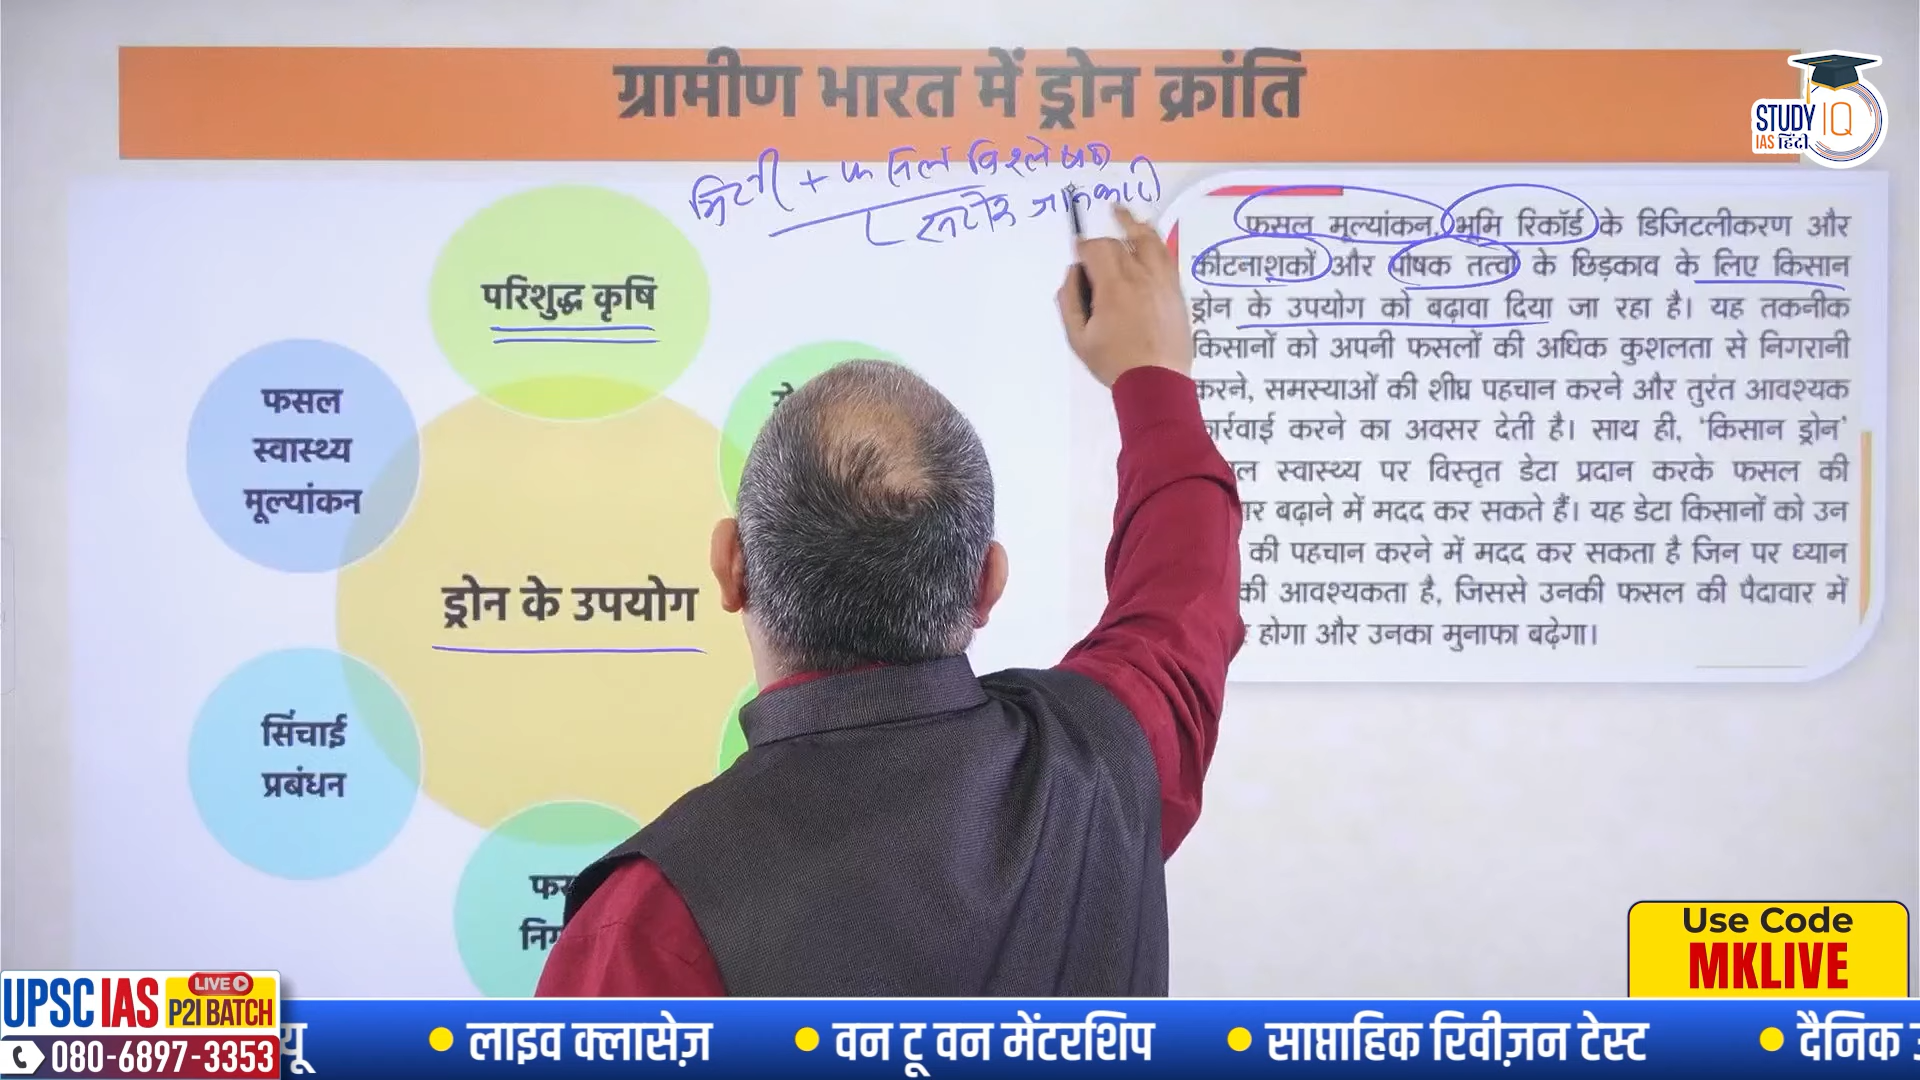 ग्रामीण भारत में ड्रोन क्रांति
STUDY IQ
IAS हिंदी
मिट्टी + फसल विश्लेषण
सटीक जानकारी
परिशुद्ध कृषि
फसल
स्वास्थ्य
मूल्यांकन
ड्रोन के उपयोग
सिंचाई
प्रबंधन
फसल मूल्यांकन, भूमि रिकॉर्ड के डिजिटलीकरण और
कीटनाशकों और पोषक तत्वों के छिड़काव के लिए किसान
ड्रोन के उपयोग को बढ़ावा दिया जा रहा है। यह तकनीक
किसानों को अपनी फसलों की अधिक कुशलता से निगरानी
करने, समस्याओं की शीघ्र पहचान करने और तुरंत आवश्यक
करने का अवसर देती है। साथ ही, ‘किसान ड्रोन’
स्वास्थ्य पर विस्तृत डेटा प्रदान करके फसल की
बढ़ाने में मदद कर सकते हैं। यह डेटा किसानों को उन
की पहचान करने में मदद कर सकता है जिन पर ध्यान
की आवश्यकता है, जिससे उनकी फसल की पैदावार में
होगा और उनका मुनाफा बढ़ेगा।
Use Code
MKLIVE
UPSC IAS LIVE P2I BATCH
080-6897-3353
लाइव क्लासेज़ वन टू वन मेंटरशिप साप्ताहिक रिवीज़न टेस्ट दैनिक